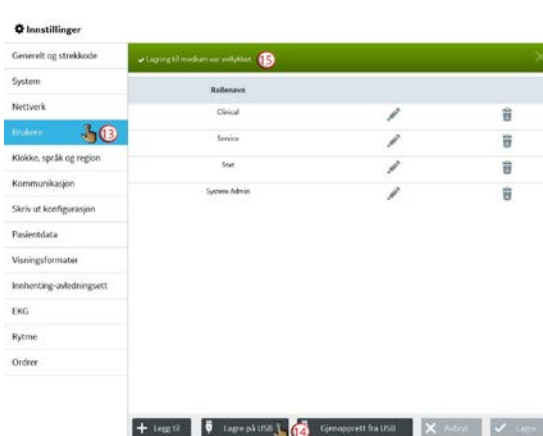 Innstillinger
Generelt og strekkode
System
Nettverk
Brukere
13
Klokke, språk og region
Kommunikasjon
Skriv ut konfigurasjon
Pasientdata
Visningsformater
Innhenting-avledningsett
EKG
Rytme
Ordrer
Lagring til medium var vellykket
15
Rollenavn
Clinical
Service
Stat
System Admin
Legg til
Lagre på USB
14
Gjenopprett fra USB
Avbryt
Lagre